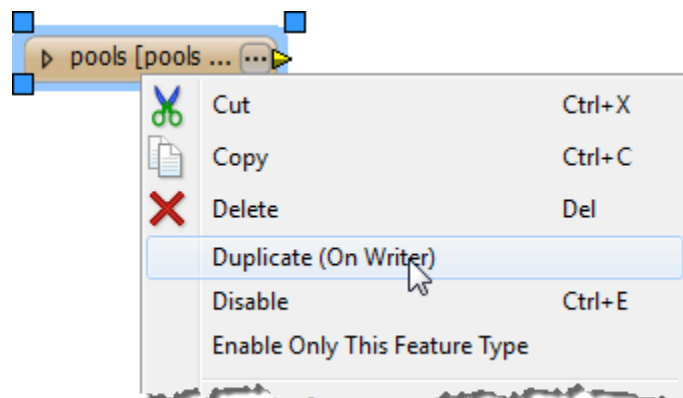 pools [pools ... ...
Cut Ctrl+X
Copy Ctrl+C
Delete Del
Duplicate (On Writer)
Disable Ctrl+E
Enable Only This Feature Type